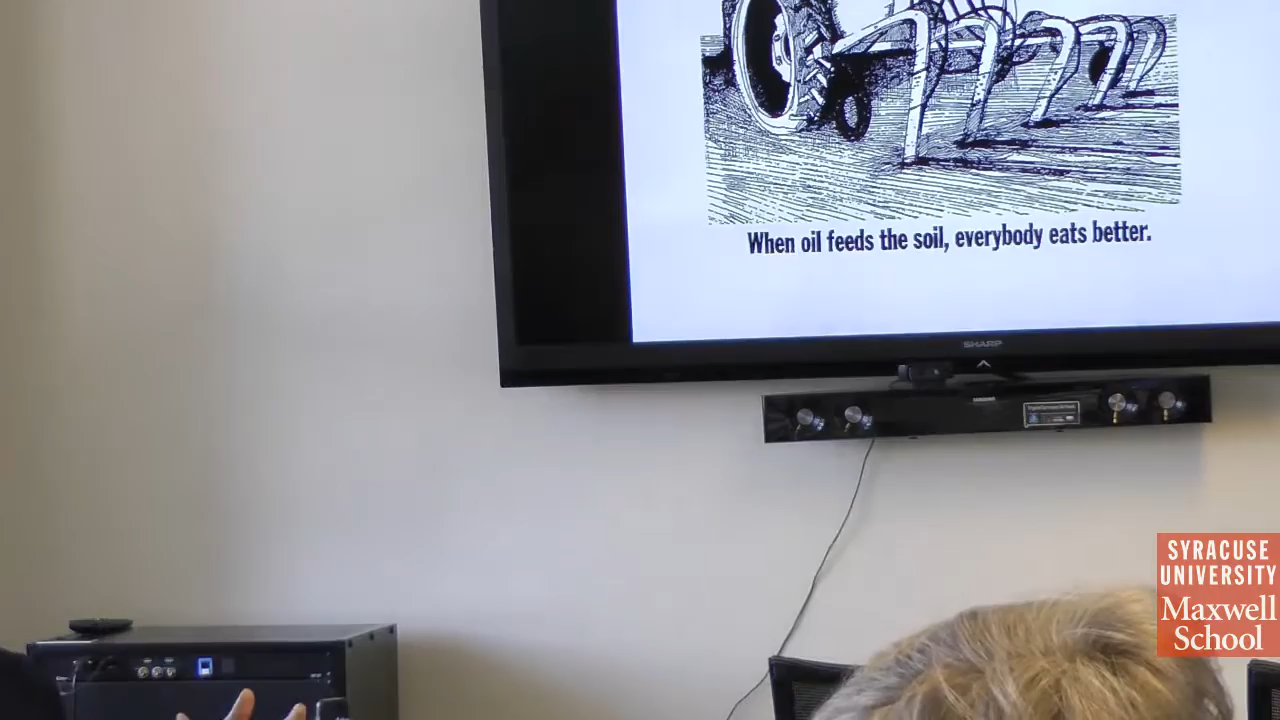 When oil feeds the soil, everybody eats better.
SHARP
SYRACUSE
UNIVERSITY
Maxwell
School